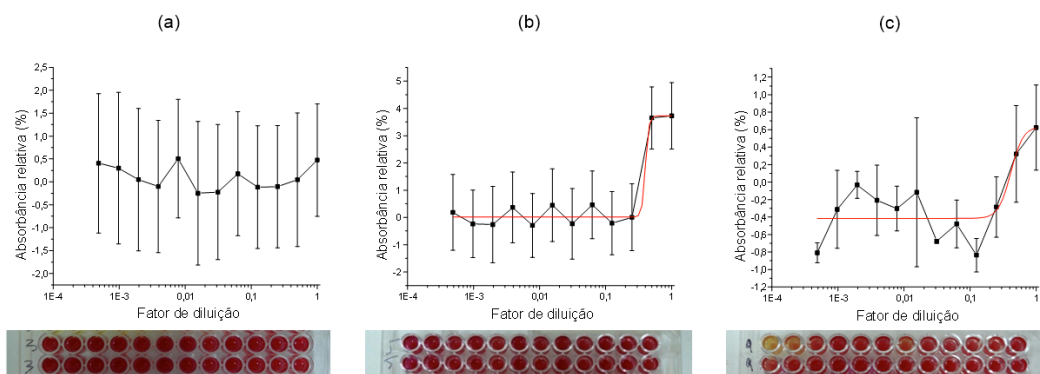 (a)
(b)
(c)
Absorbância relativa (%)
2,5
2,0
1,5
1,0
0,5
0,0
-0,5
-1,0
-1,5
-2,0
1E-4
1E-3
0,01
0,1
1
Fator de diluição
Absorbância relativa (%)
5
4
3
2
1
0
-1
-2
1E-4
1E-3
0,01
0,1
1
Fator de diluição
Absorbância relativa (%)
1,2
1,0
0,8
0,6
0,4
0,2
0,0
-0,2
-0,4
-0,6
-0,8
-1,0
-1,2
1E-4
1E-3
0,01
0,1
1
Fator de diluição
3
3
9
9